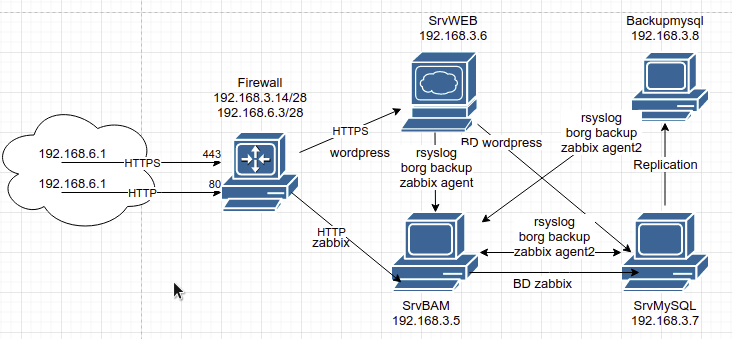 SrvWEB
192.168.3.6
Backupmysql
192.168.3.8
Firewall
192.168.3.14/28
192.168.6.3/28
192.168.6.1
HTTPS
443
192.168.6.1
HTTP
80
HTTPS
wordpress
BD wordpress
rsyslog
borg backup
zabbix agent
rsyslog
borg backup
zabbix agent2
Replication
HTTP
zabbix
rsyslog
borg backup
zabbix agent2
BD zabbix
SrvBAM
192.168.3.5
SrvMySQL
192.168.3.7